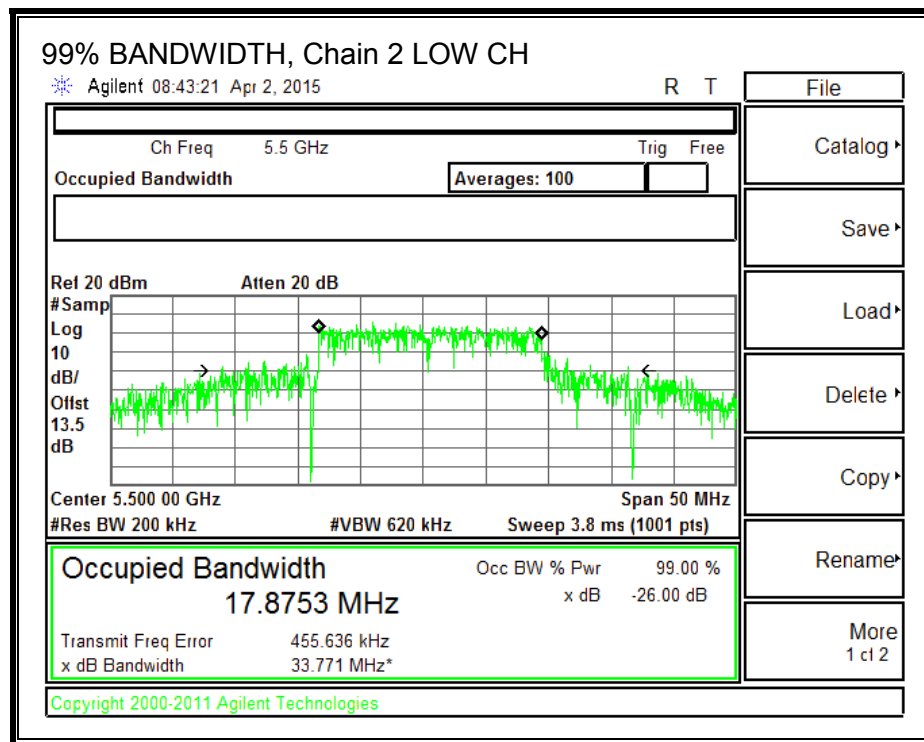 99% BANDWIDTH, Chain 2 LOW CH
Agilent 08:43:21 Apr 2, 2015 R T
File
Ch Freq 5.5 GHz Trig Free
Occupied Bandwidth Averages: 100
Catalog
Save
Load
Delete
Copy
Rename
More
1 of 2
Ref 20 dBm Atten 20 dB
#Samp
Log
10
dB/
Offst
13.5
dB
Center 5.500 00 GHz Span 50 MHz
#Res BW 200 kHz #VBW 620 kHz Sweep 3.8 ms (1001 pts)
Occupied Bandwidth Occ BW % Pwr 99.00 %
17.8753 MHz x dB -26.00 dB
Transmit Freq Error 455.636 kHz
x dB Bandwidth 33.771 MHz*
Copyright 2000-2011 Agilent Technologies